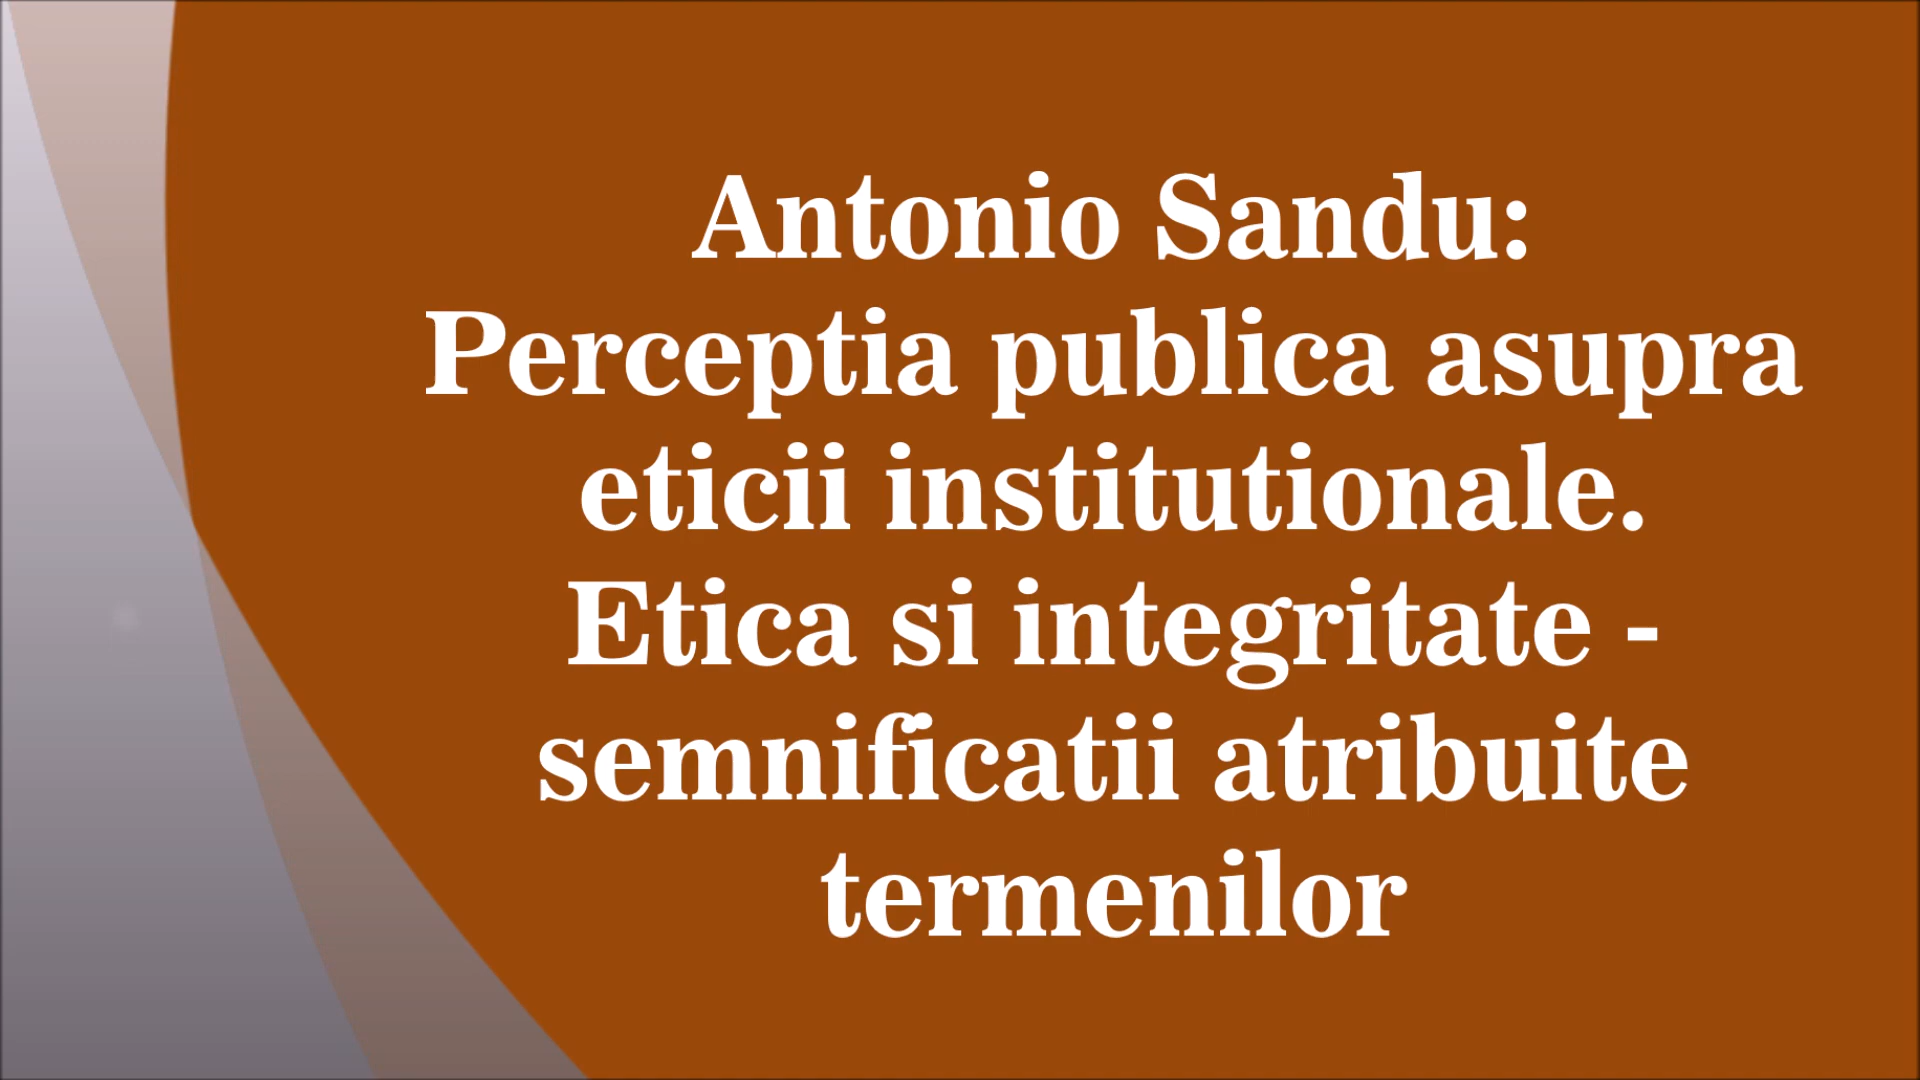 Antonio Sandu:
Perceptia publica asupra
eticii institutionale.
Etica si integritate -
semnificatii atribuite
termenilor